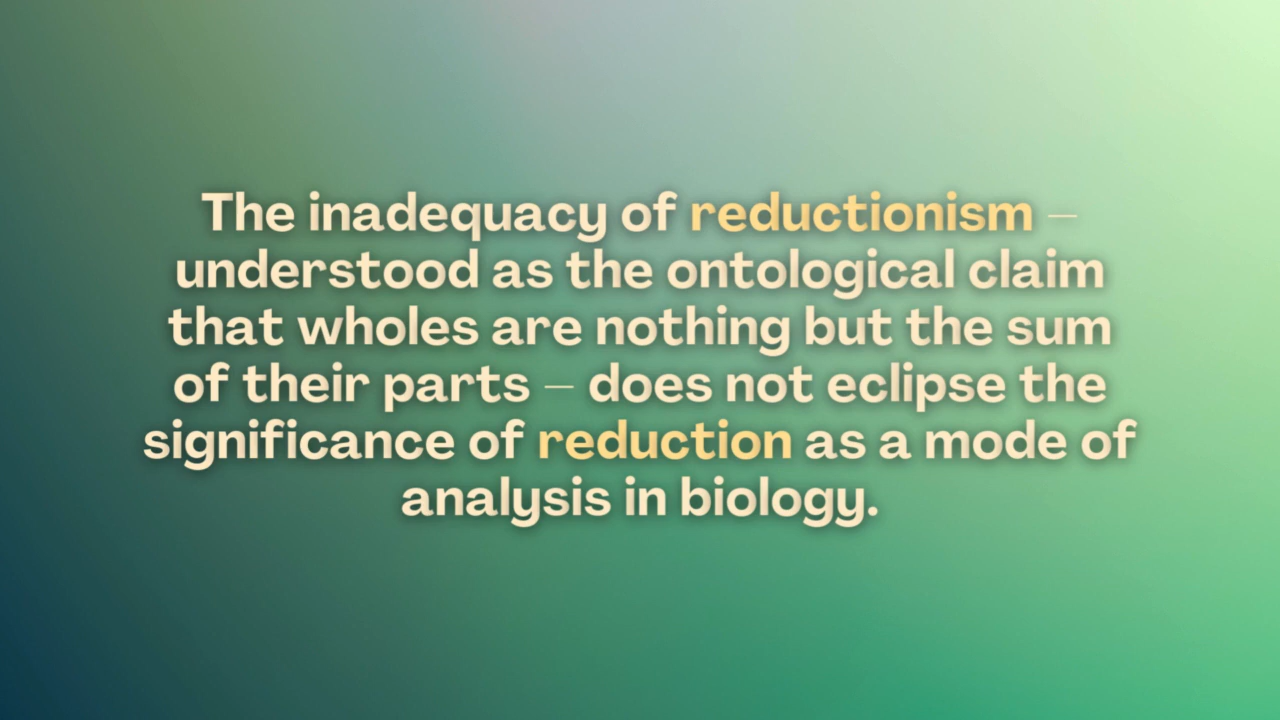 The inadequacy of reductionism –
understood as the ontological claim
that wholes are nothing but the sum
of their parts – does not eclipse the
significance of reduction as a mode of
analysis in biology.